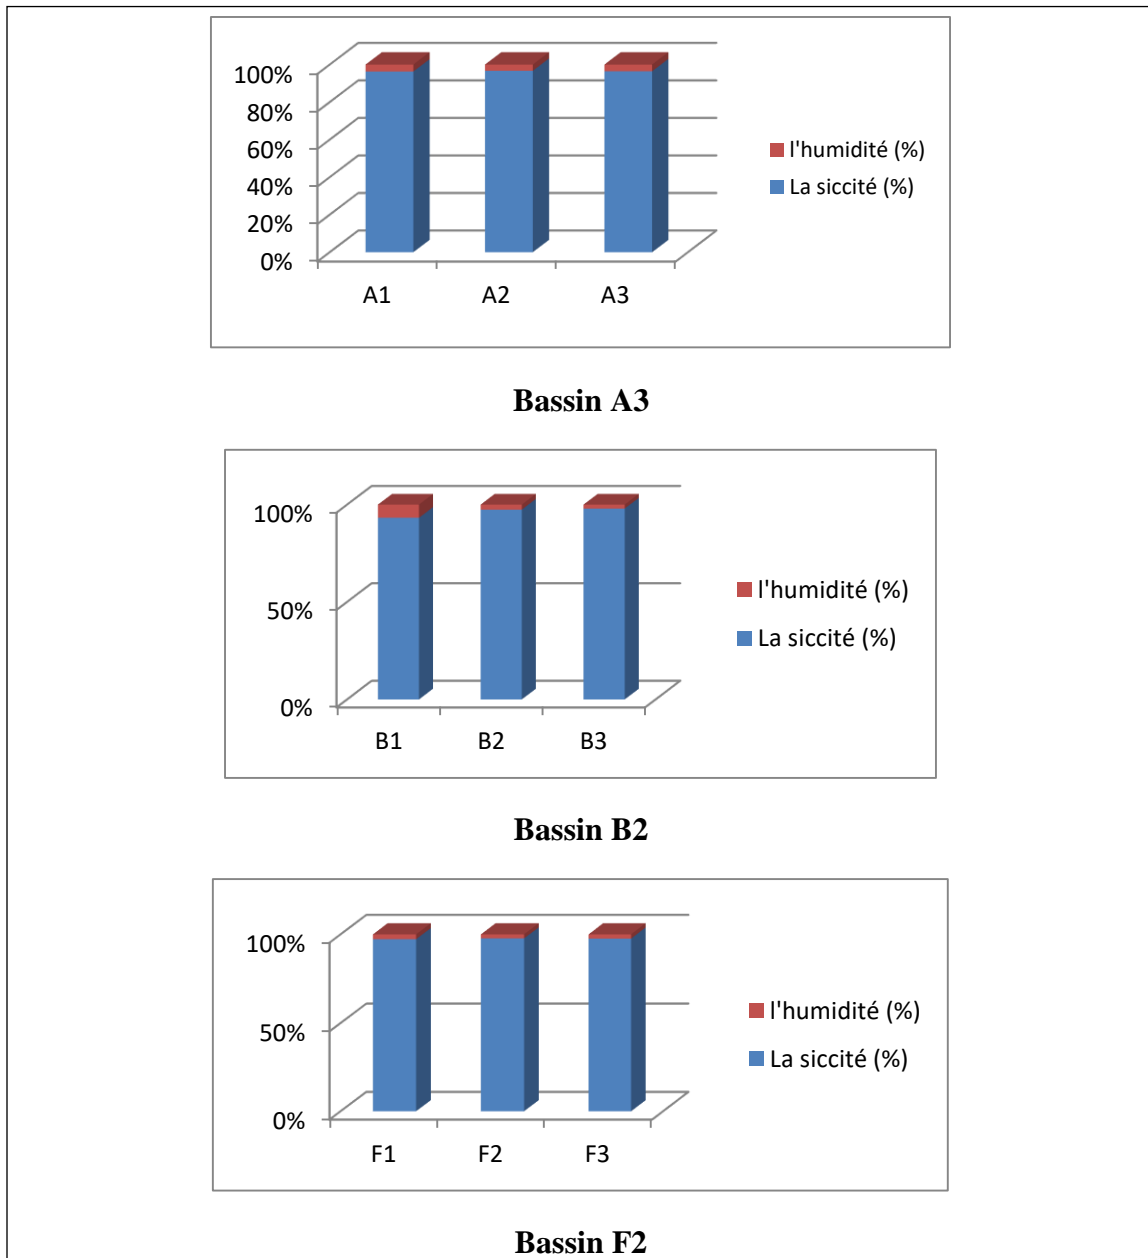 100%
80%
60%
40%
20%
0%
A1 A2 A3
l'humidité (%)
La siccité (%)
Bassin A3
100%
50%
0%
B1 B2 B3
l'humidité (%)
La siccité (%)
Bassin B2
100%
50%
0%
F1 F2 F3
l'humidité (%)
La siccité (%)
Bassin F2